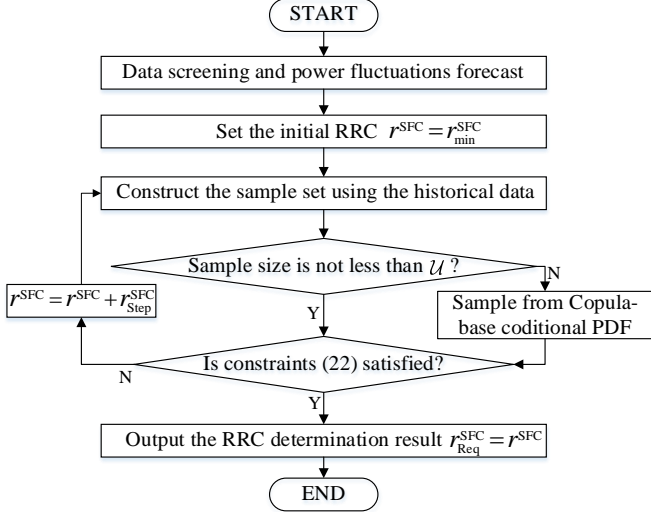 START
Data screening and power fluctuations forecast
Set the initial RRC r^SFC = r_min^SFC
Construct the sample set using the historical data
Sample size is not less than 𝒰 ?
N
Y
r^SFC = r^SFC + r_Step^SFC
Sample from Copula-
base coditional PDF
Is constraints (22) satisfied?
N
Y
Output the RRC determination result r_Req^SFC = r^SFC
END